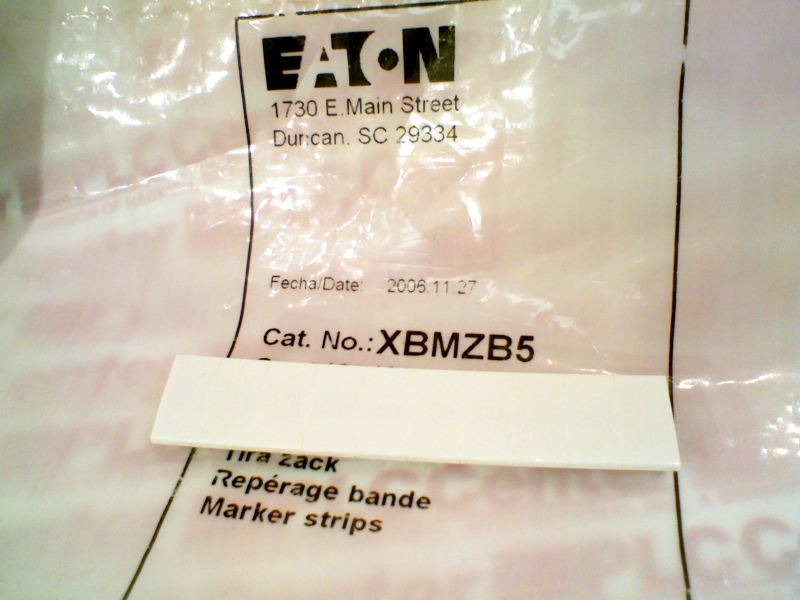 EATON
1730 E. Main Street
Duncan, SC 29334
Fecha/Date: 2006.11.27
Cat. No.: XBMZB5
Tira zack
Repérage bande
Marker strips
PLCC